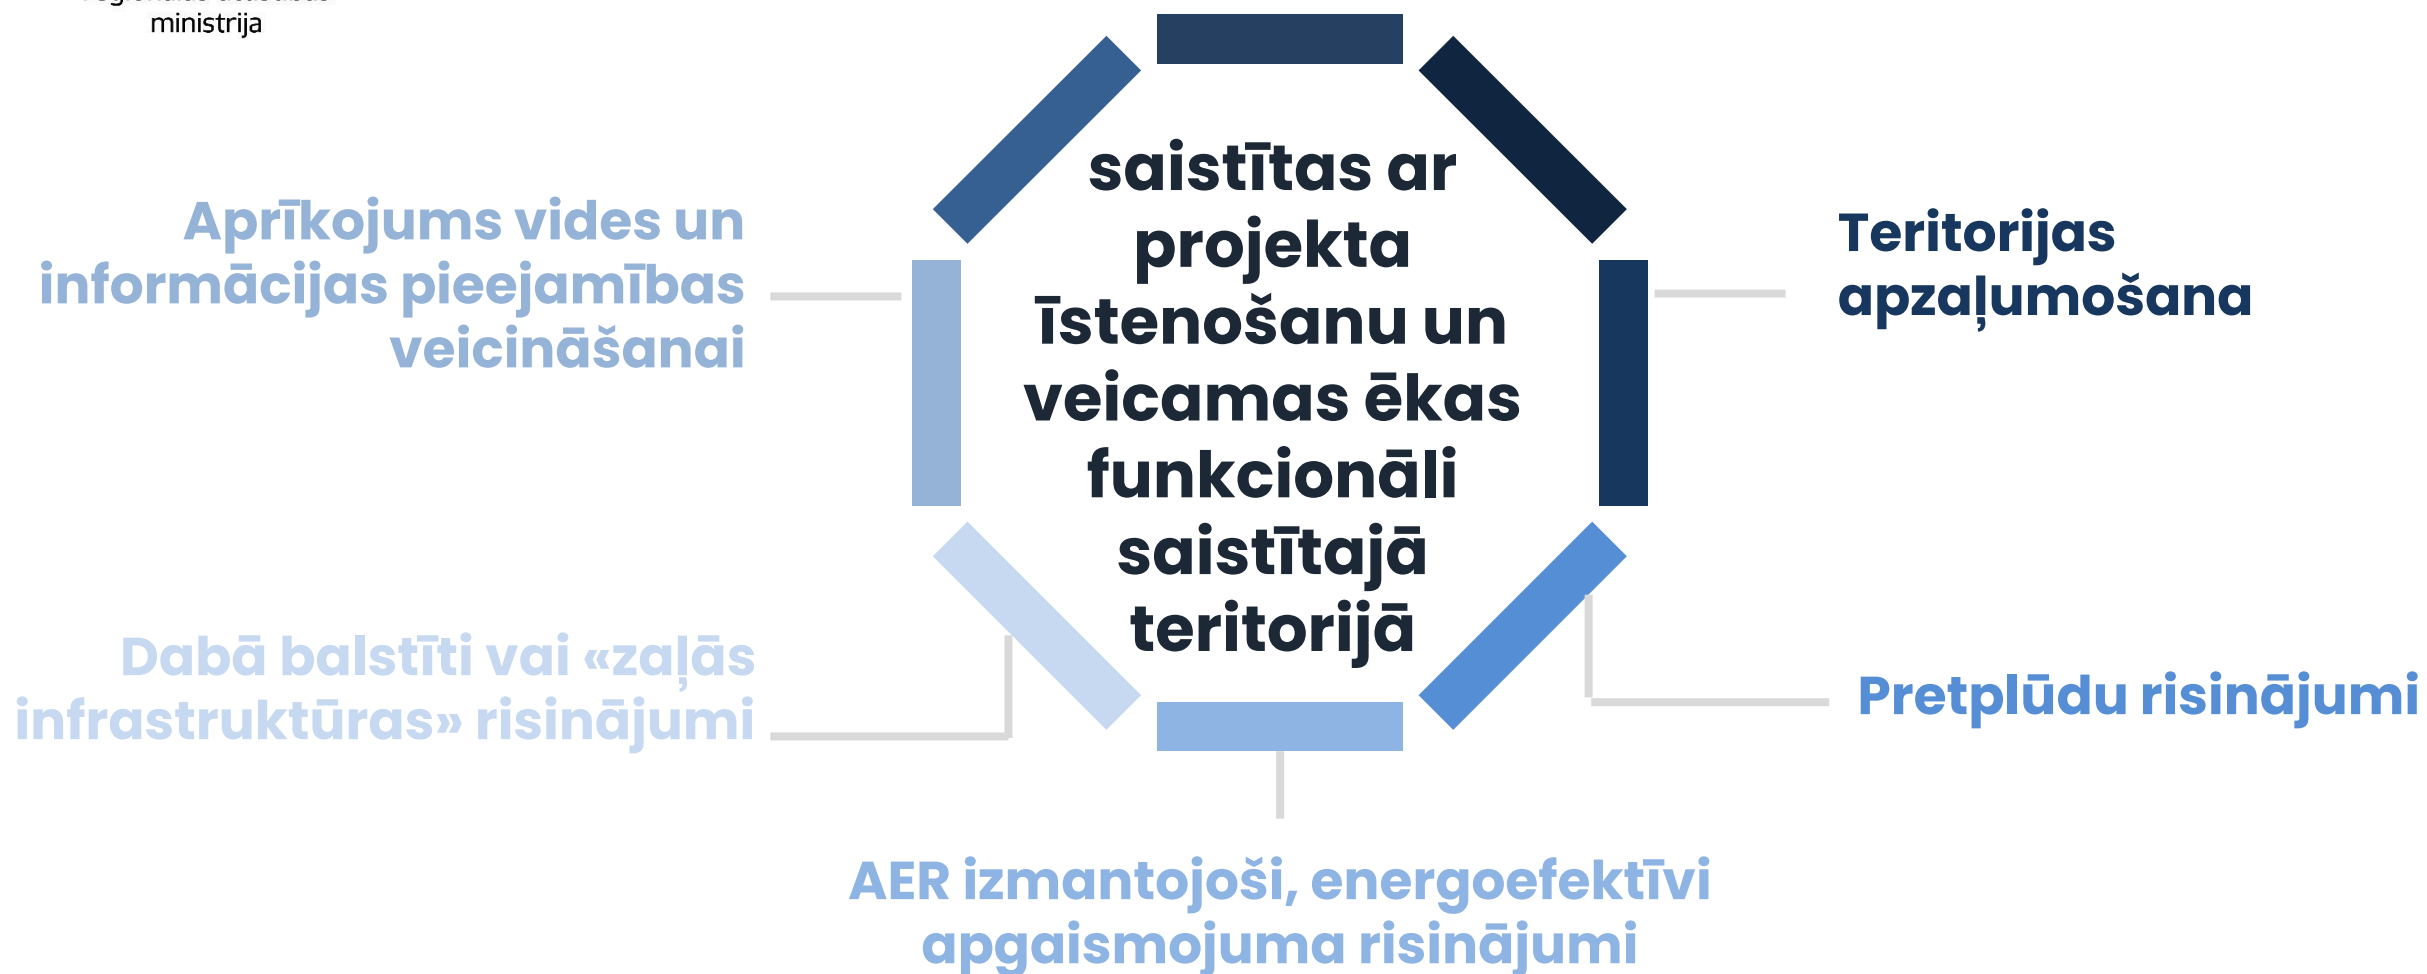 ministrija
saistītas ar
projekta
īstenošanu un
veicamas ēkas
funkcionāli
saistītajā
teritorijā
Aprīkojums vides un
informācijas pieejamības
veicināšanai
Teritorijas
apzaļumošana
Dabā balstīti vai «zaļās
infrastruktūras» risinājumi
Pretplūdu risinājumi
AER izmantojoši, energoefektīvi
apgaismojuma risinājumi